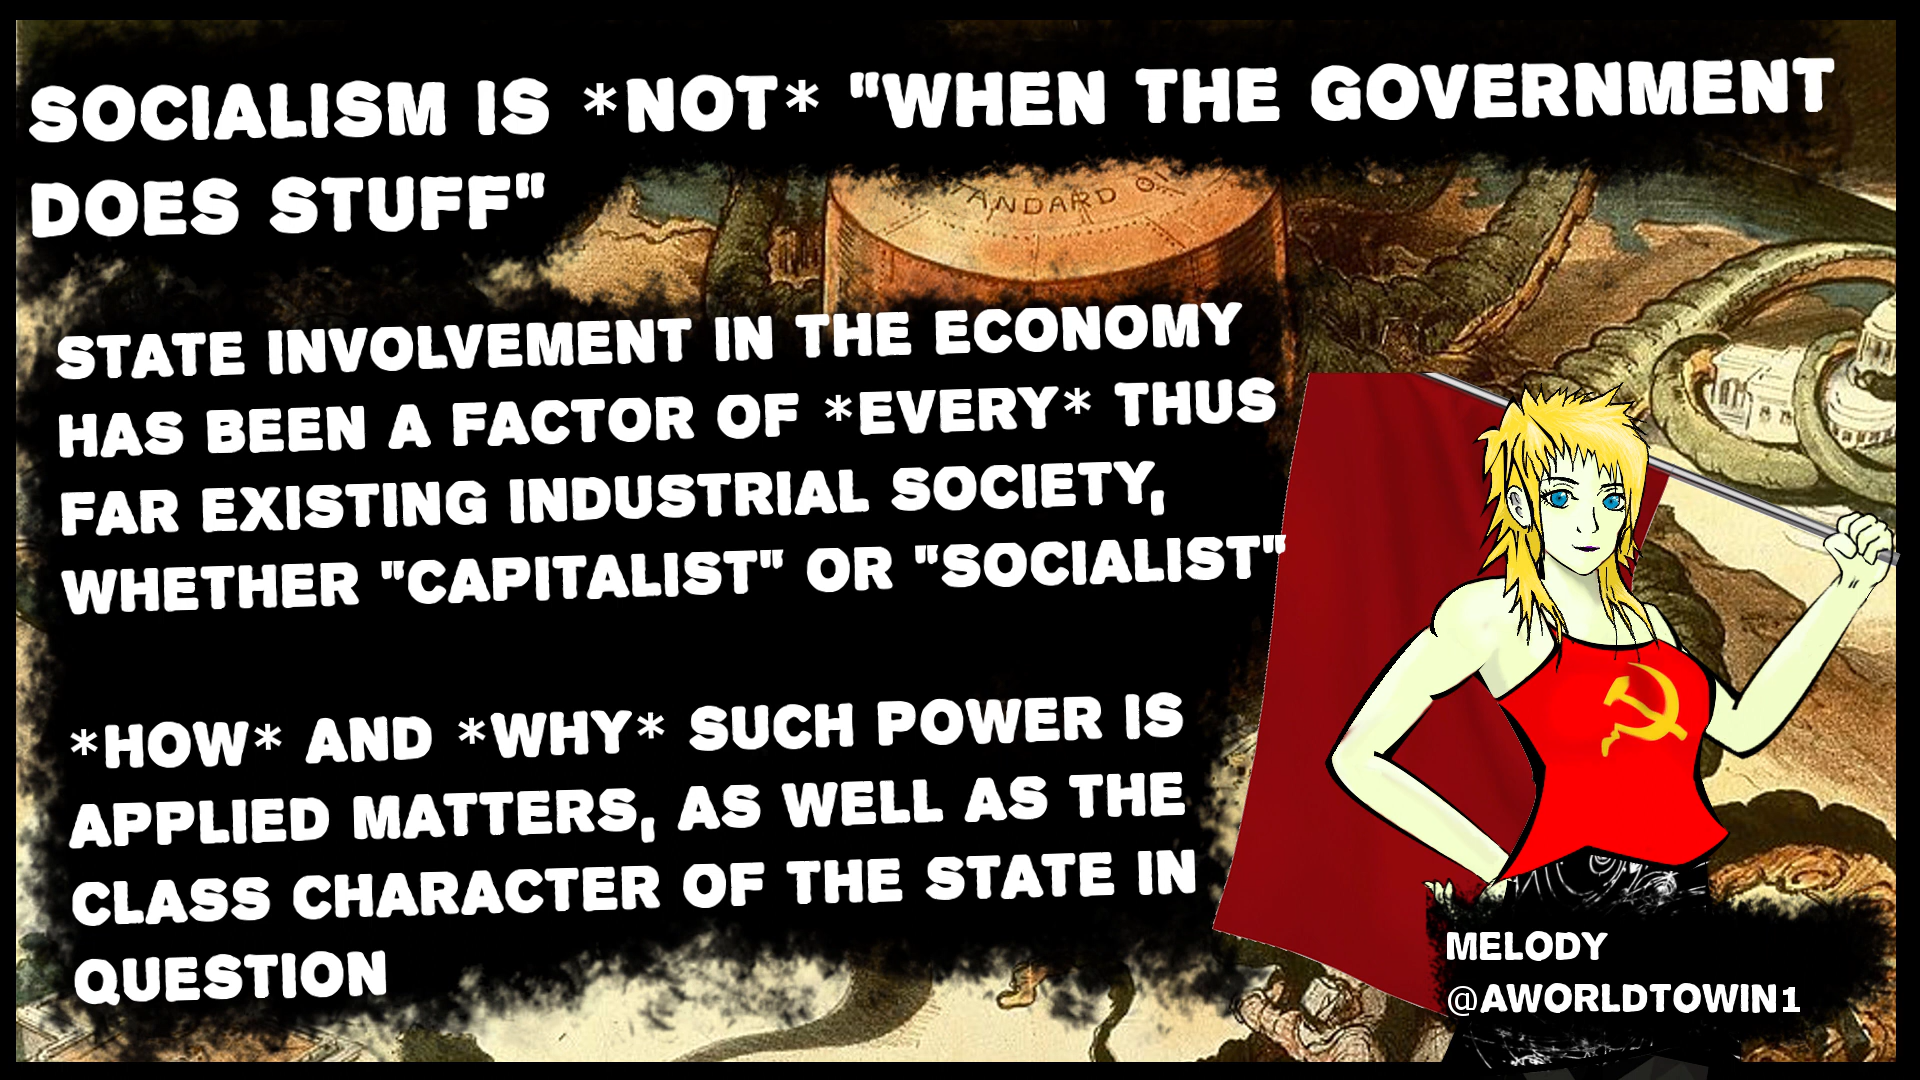 SOCIALISM IS *NOT* "WHEN THE GOVERNMENT
DOES STUFF"
ANDARD OI
STATE INVOLVEMENT IN THE ECONOMY
HAS BEEN A FACTOR OF *EVERY* THUS
FAR EXISTING INDUSTRIAL SOCIETY,
WHETHER "CAPITALIST" OR "SOCIALIST"
*HOW* AND *WHY* SUCH POWER IS
APPLIED MATTERS, AS WELL AS THE
CLASS CHARACTER OF THE STATE IN
QUESTION
MELODY
@AWORLDTOWIN1